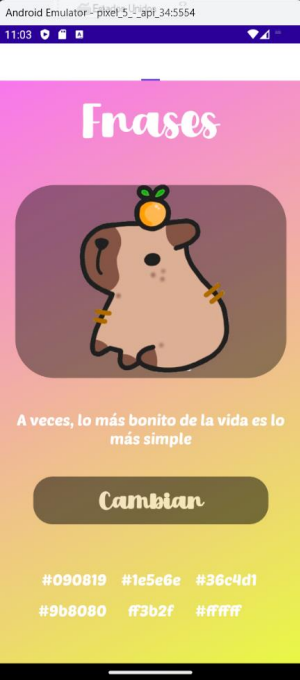 Android Emulator - pixel_5_-_api_34:5554
11:03
Frases
A veces, lo más bonito de la vida es lo
más simple
Cambiar
#090819 #1e5e6e #36c4d1
#9b8080 ff3b2f #ffffff